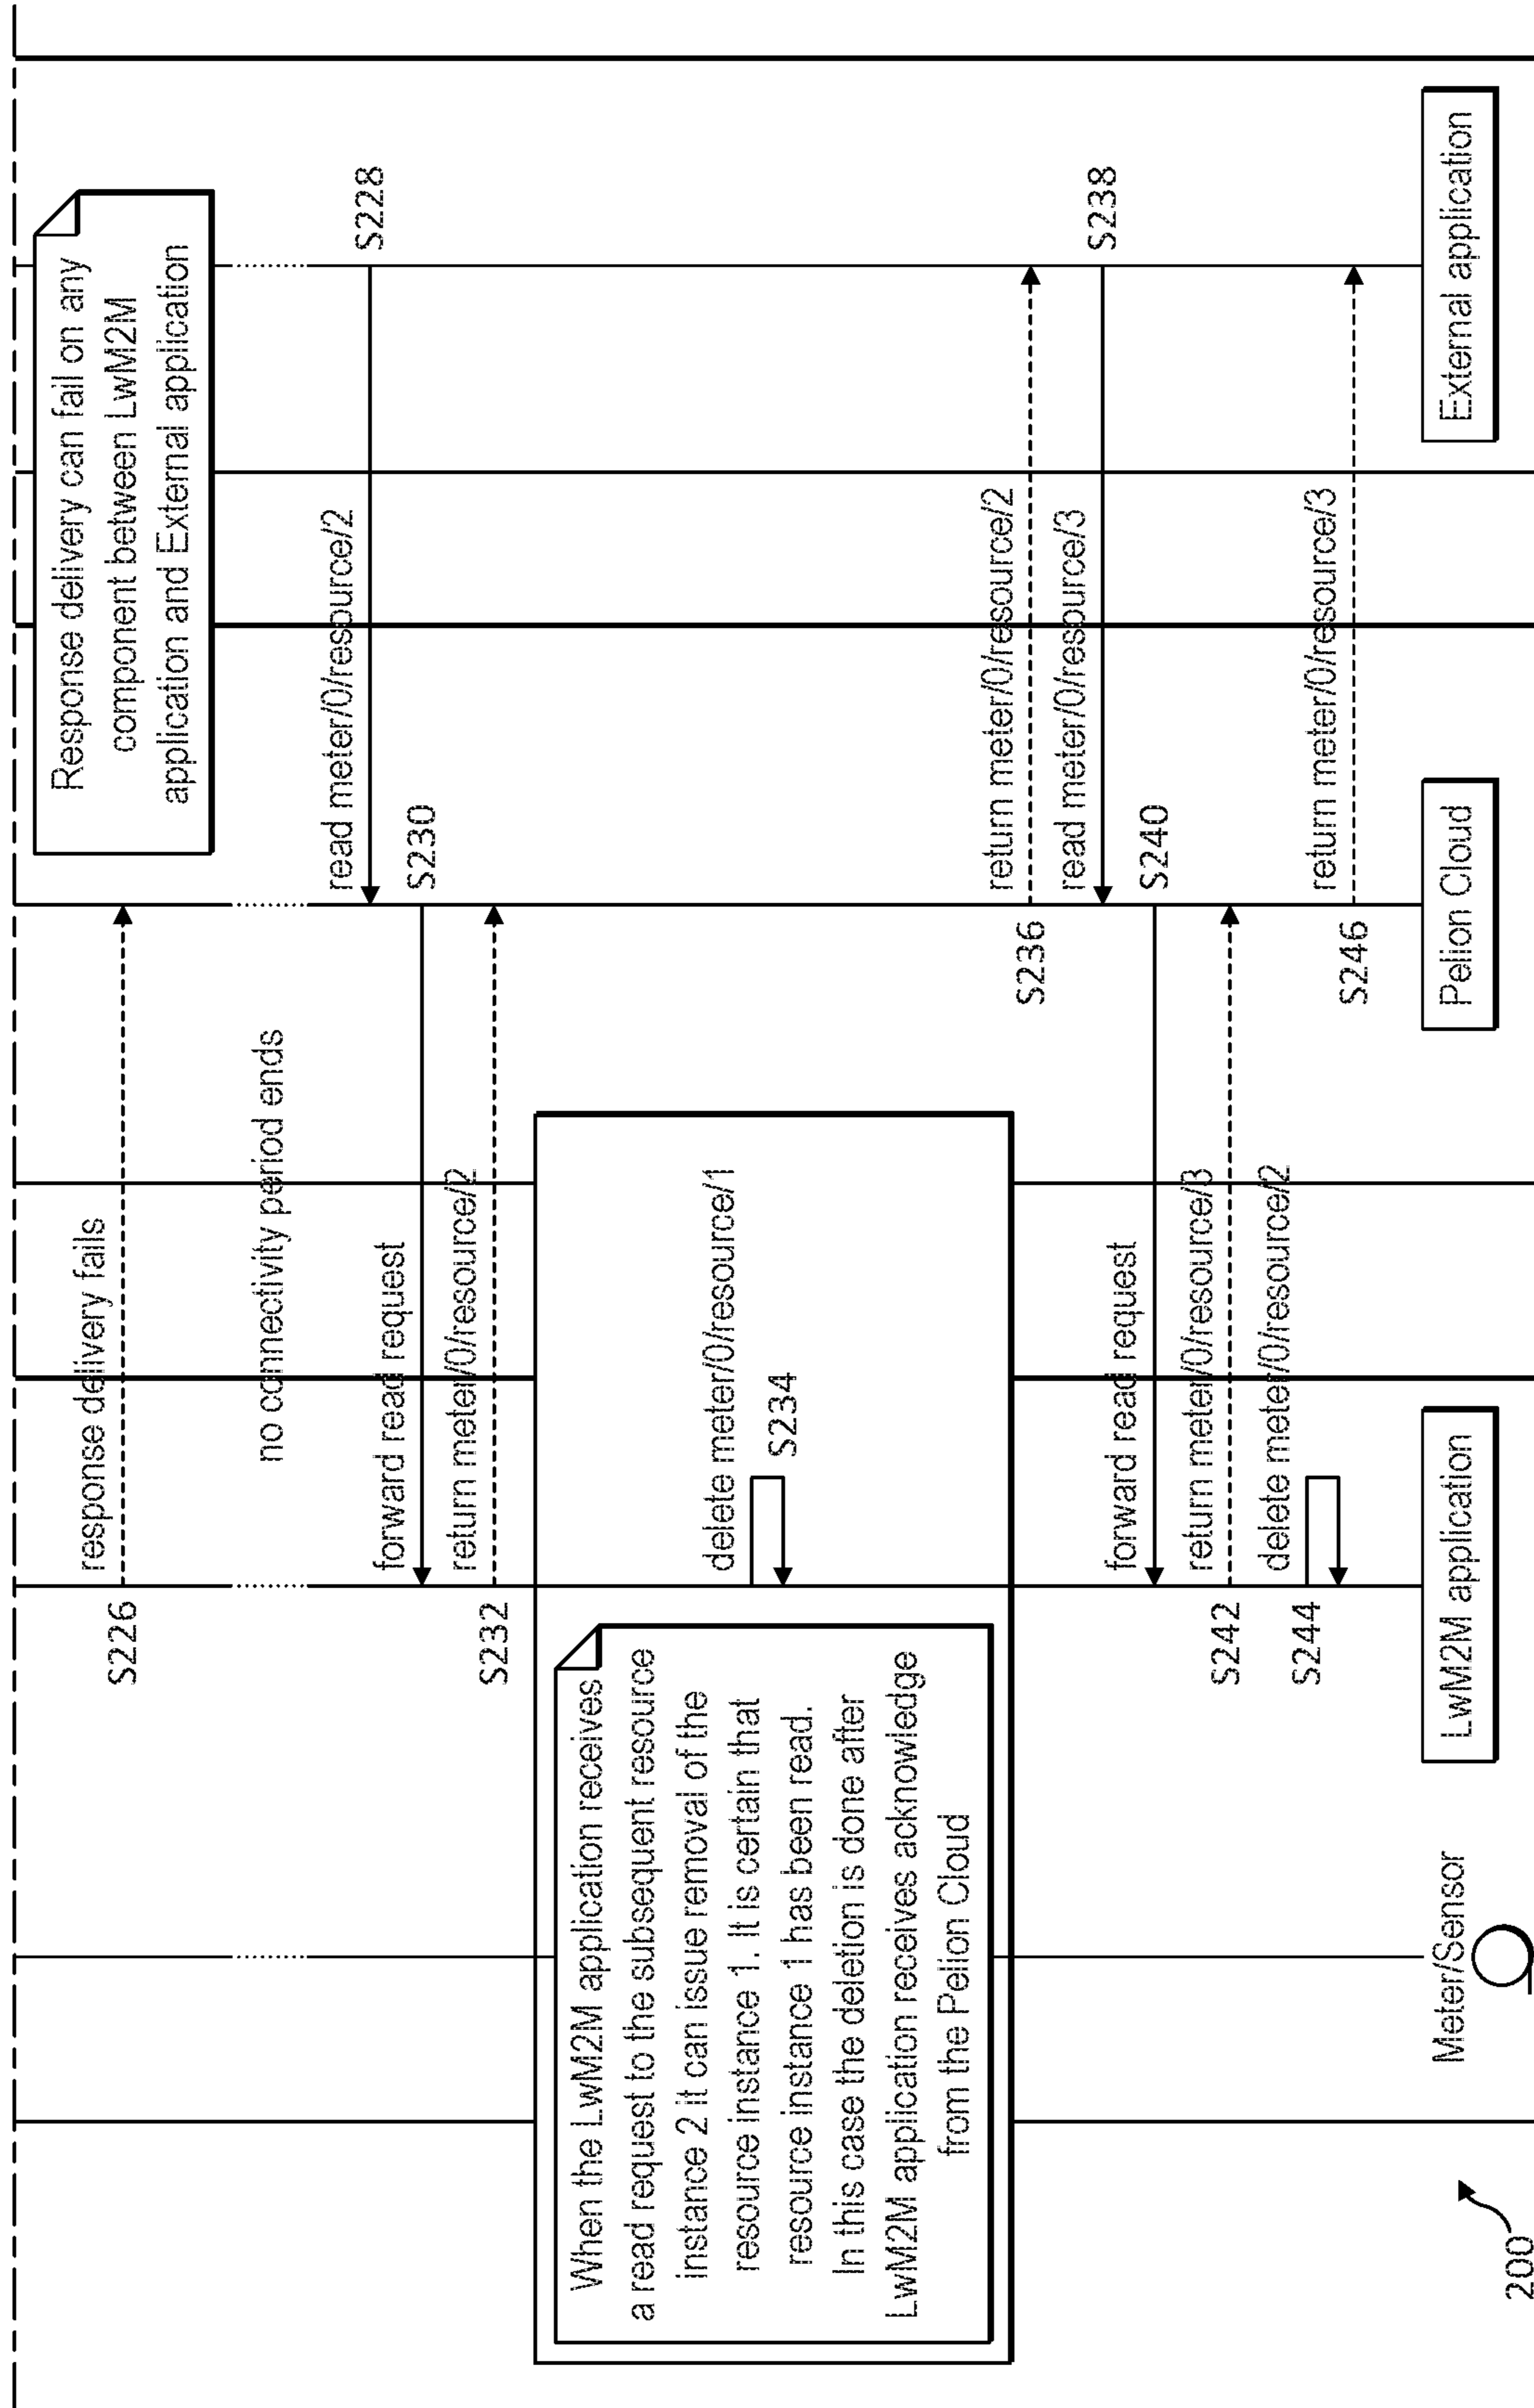 Response delivery can fail on any
component between LwM2M
application and External application
response delivery fails
S226
no connectivity period ends
read meter/0/resource/2
S228
forward read request
S230
return meter/0/resource/2
S232
When the LwM2M application receives
a read request to the subsequent resource
instance 2 it can issue removal of the
resource instance 1. It is certain that
resource instance 1 has been read.
In this case the deletion is done after
LwM2M application receives acknowledge
from the Pelion Cloud
delete meter/0/resource/1
S234
return meter/0/resource/2
S236
read meter/0/resource/3
S238
forward read request
S240
return meter/0/resource/3
S242
delete meter/0/resource/2
S244
return meter/0/resource/3
S246
Meter/Sensor
LwM2M application
Pelion Cloud
External application
200